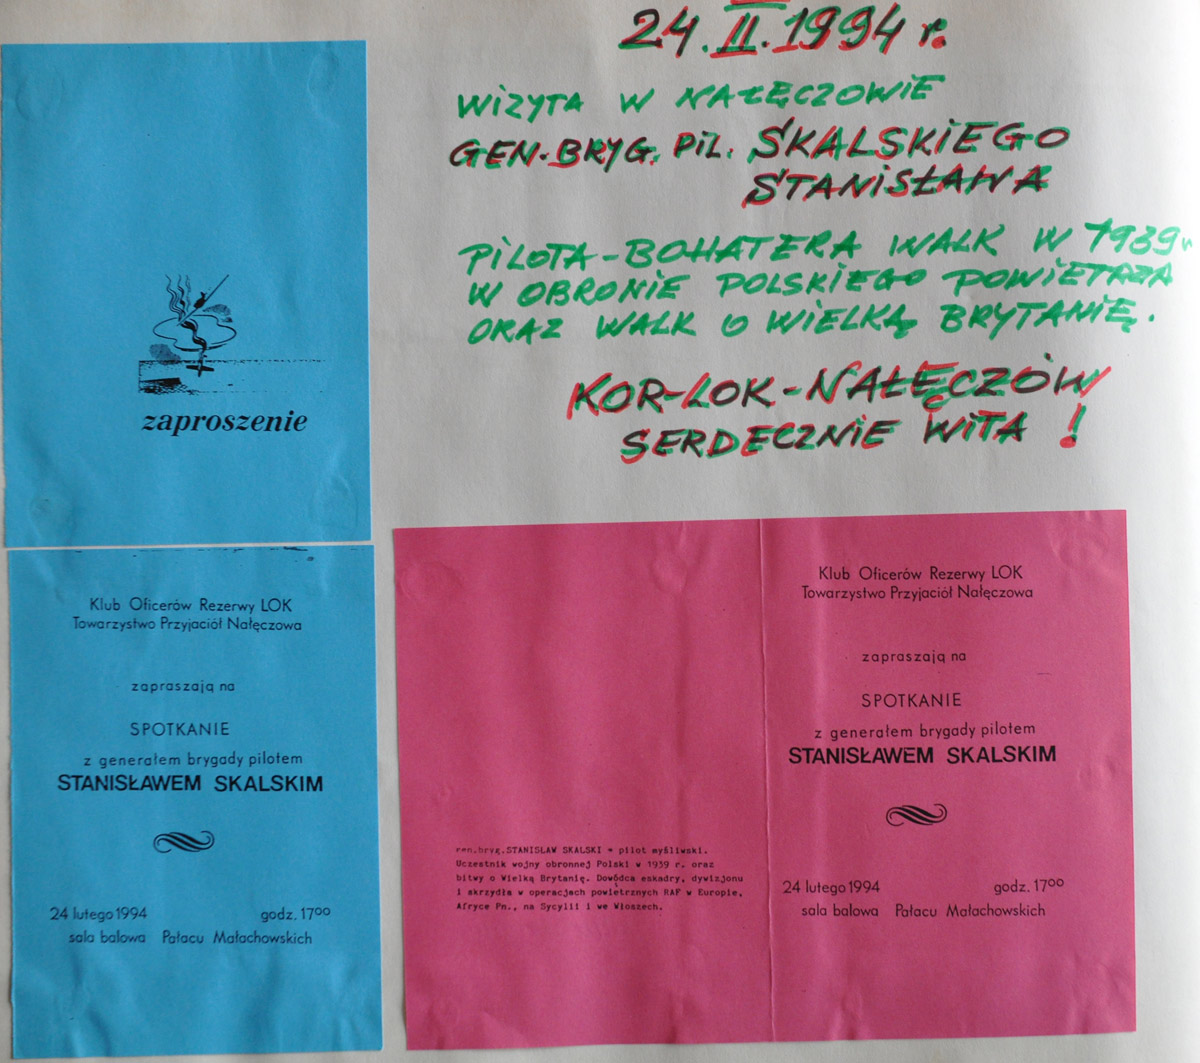 24.II.1994 r.
WIZYTA W NAŁĘCZOWIE
GEN.BRYG. PIL. SKALSKIEGO
STANISŁAWA
PILOTA-BOHATERA WALK W 1939
W OBRONIE POLSKIEGO POWIETRZA
ORAZ WALK O WIELKĄ BRYTANIĘ.
KOR-LOK-NAŁĘCZÓW
SERDECZNIE WITA !
zaproszenie
Klub Oficerów Rezerwy LOK
Towarzystwo Przyjaciół Nałęczowa
zapraszają na
SPOTKANIE
z generałem brygady pilotem
STANISŁAWEM SKALSKIM
24 lutego 1994 godz. 17⁰⁰
sala balowa Pałacu Małachowskich
gen.bryg.STANISŁAW SKALSKI - pilot myśliwski.
Uczestnik wojny obronnej Polski w 1939 r. oraz
bitwy o Wielką Brytanię. Dowódca eskadry, dywizjonu
i skrzydła w operacjach powietrznych RAF w Europie,
Afryce Pn., na Sycylii i we Włoszech.
Klub Oficerów Rezerwy LOK
Towarzystwo Przyjaciół Nałęczowa
zapraszają na
SPOTKANIE
z generałem brygady pilotem
STANISŁAWEM SKALSKIM
24 lutego 1994 godz. 17⁰⁰
sala balowa Pałacu Małachowskich